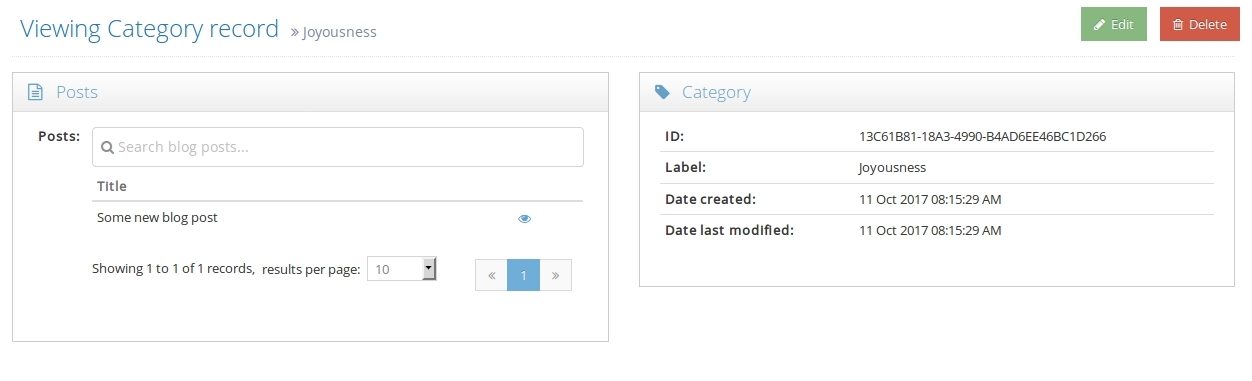 Viewing Category record » Joyousness
Edit
Delete
Posts
Posts:
Search blog posts...
Title
Some new blog post
Showing 1 to 1 of 1 records, results per page: 10
« 1 »
Category
ID: 13C61B81-18A3-4990-B4AD6EE46BC1D266
Label: Joyousness
Date created: 11 Oct 2017 08:15:29 AM
Date last modified: 11 Oct 2017 08:15:29 AM